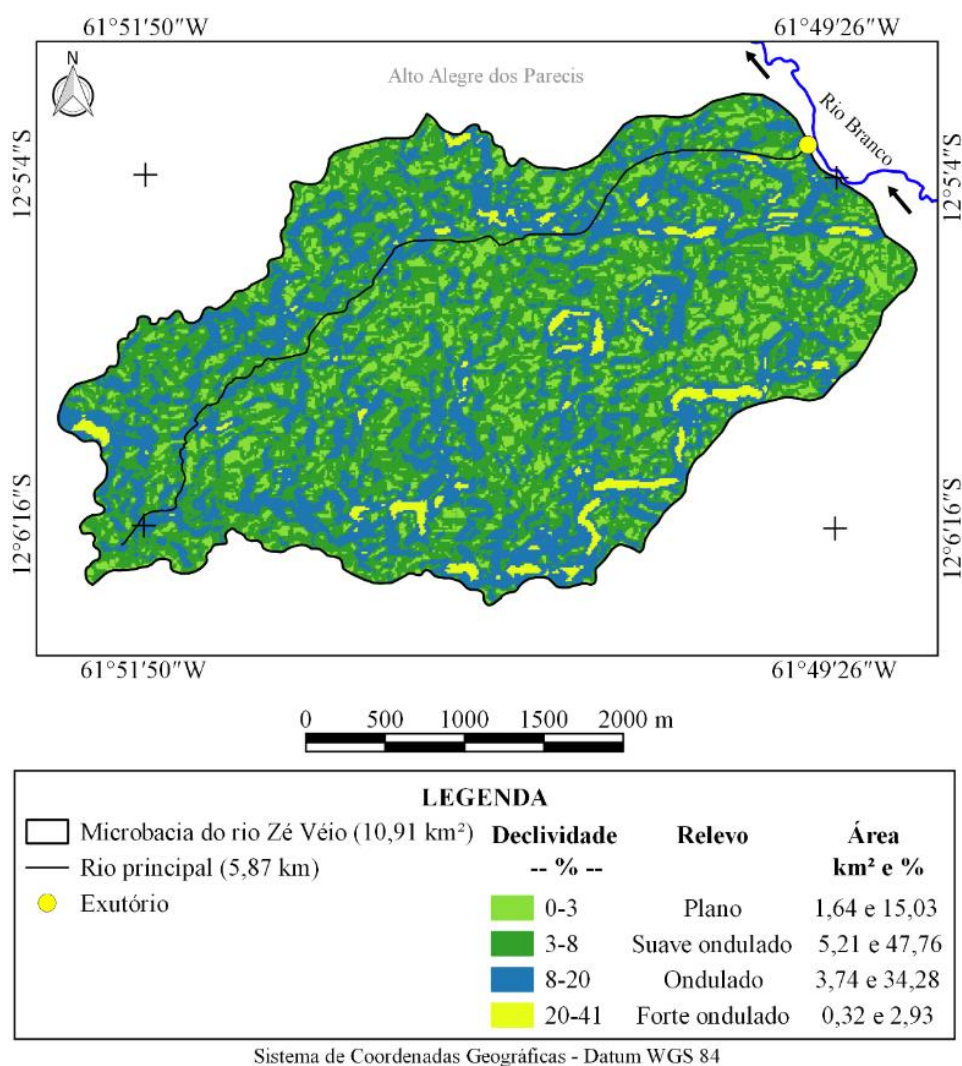 61°51′50″W 61°49′26″W
N
Alto Alegre dos Parecis
Rio Branco
12°5′4″S 12°5′4″S
12°6′16″S 12°6′16″S
61°51′50″W 61°49′26″W
0 500 1000 1500 2000 m
LEGENDA
Microbacia do rio Zé Véio (10,91 km²) Declividade Relevo Área
-- % -- km² e %
Rio principal (5,87 km)
Exutório
0-3 Plano 1,64 e 15,03
3-8 Suave ondulado 5,21 e 47,76
8-20 Ondulado 3,74 e 34,28
20-41 Forte ondulado 0,32 e 2,93
Sistema de Coordenadas Geográficas - Datum WGS 84